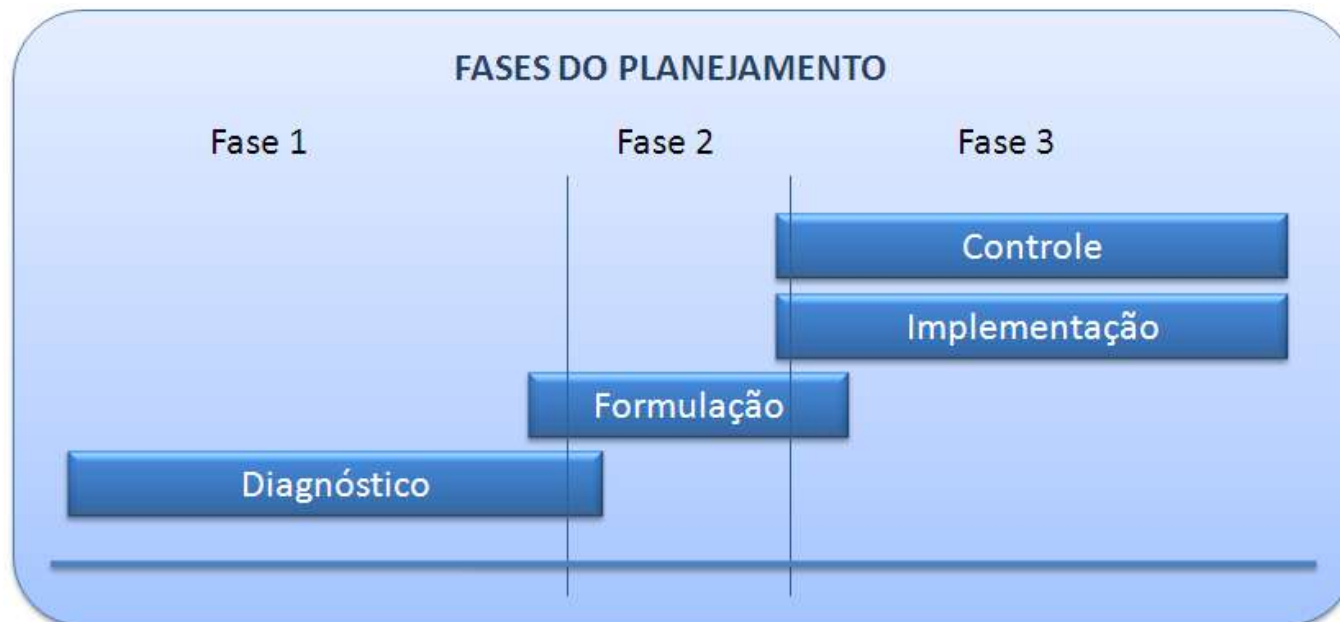 FASES DO PLANEJAMENTO
Fase 1 Fase 2 Fase 3
Controle
Implementação
Formulação
Diagnóstico